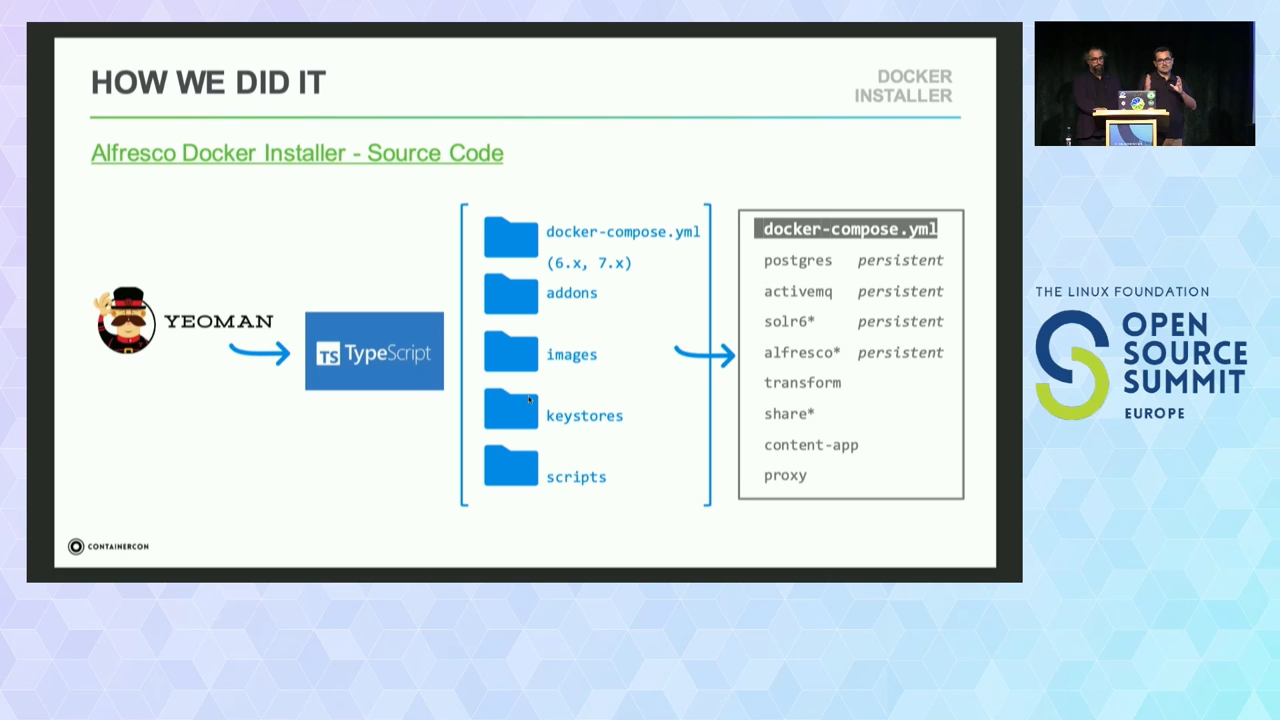 HOW WE DID IT
DOCKER
INSTALLER
Alfresco Docker Installer - Source Code
YEOMAN
TS TypeScript
docker-compose.yml
(6.x, 7.x)
addons
images
keystores
scripts
docker-compose.yml
postgres persistent
activemq persistent
solr6* persistent
alfresco* persistent
transform
share*
content-app
proxy
CONTAINERCON
THE LINUX FOUNDATION
OPEN
SOURCE
SUMMIT
EUROPE